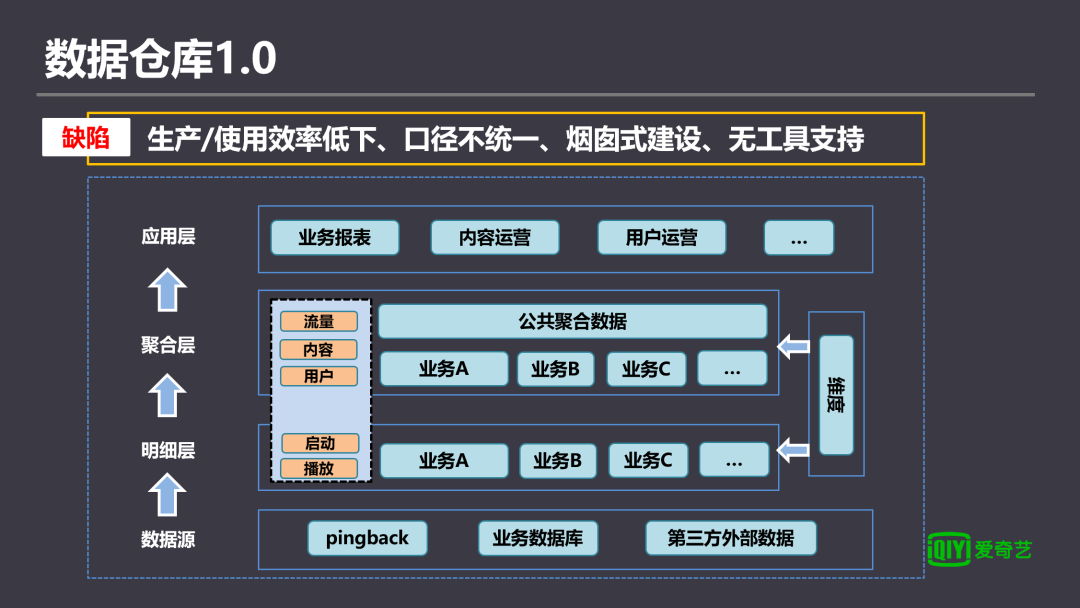 数据仓库1.0
缺陷
生产/使用效率低下、口径不统一、烟囱式建设、无工具支持
应用层
业务报表
内容运营
用户运营
...
聚合层
流量
内容
用户
公共聚合数据
业务A
业务B
业务C
...
维度
明细层
启动
播放
业务A
业务B
业务C
...
数据源
pingback
业务数据库
第三方外部数据
iQIYI 爱奇艺